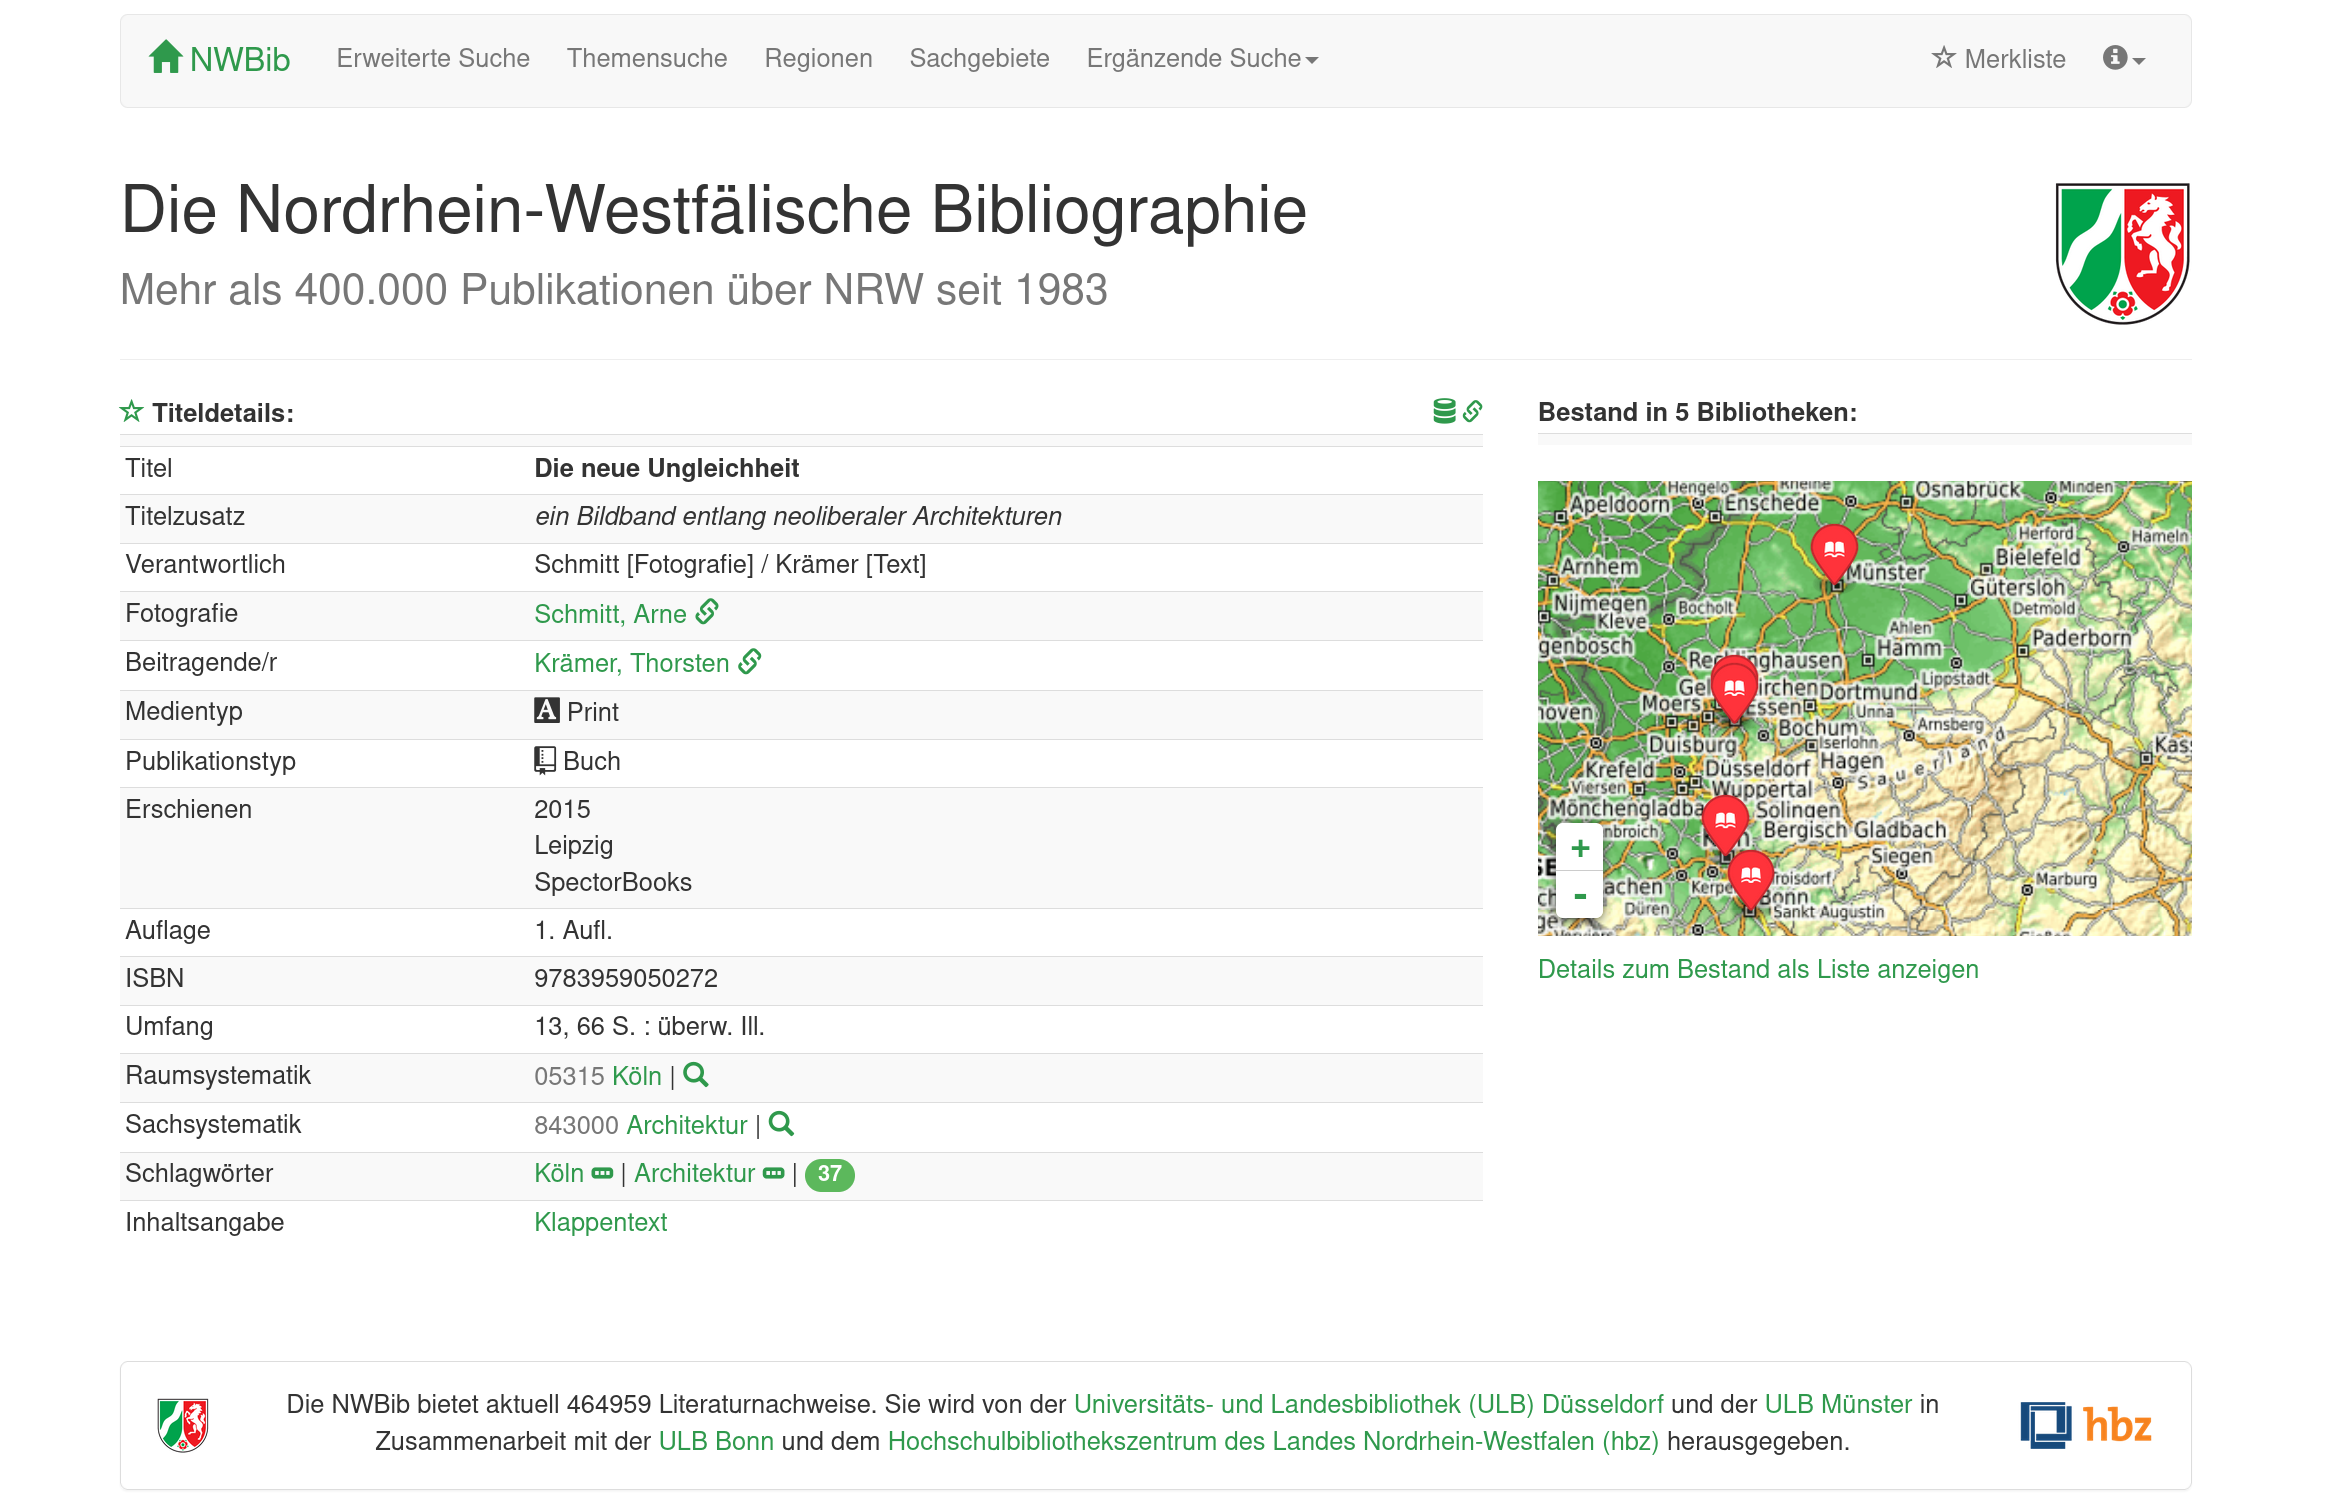 NWBib Erweiterte Suche Themensuche Regionen Sachgebiete Ergänzende Suche Merkliste
Die Nordrhein-Westfälische Bibliographie
Mehr als 400.000 Publikationen über NRW seit 1983
Titeldetails:
Titel Die neue Ungleichheit
Titelzusatz ein Bildband entlang neoliberaler Architekturen
Verantwortlich Schmitt [Fotografie] / Krämer [Text]
Fotografie Schmitt, Arne
Beitragende/r Krämer, Thorsten
Medientyp Print
Publikationstyp Buch
Erschienen 2015
Leipzig
SpectorBooks
Auflage 1. Aufl.
ISBN 9783959050272
Umfang 13, 66 S. : überw. Ill.
Raumsystematik 05315 Köln |
Sachsystematik 843000 Architektur |
Schlagwörter Köln | Architektur | 37
Inhaltsangabe Klappentext
Bestand in 5 Bibliotheken:
Hengelo Rheine Osnabrück Minden
Apeldoorn Enschede
Herford Hameln
Arnhem Münster Bielefeld
Gütersloh
Nijmegen Bocholt Detmold
Kleve Ahlen
genbosch Hamm Paderborn
Lippstadt
Moers Essen Dortmund Unna
Bochum Arnsberg
Duisburg Iserlohn
Krefeld Düsseldorf Hagen Sauerland
Viersen Wuppertal
Solingen
Bergisch Gladbach
+ Siegen
Marburg
- Düren Bonn
Sankt Augustin
Details zum Bestand als Liste anzeigen
Die NWBib bietet aktuell 464959 Literaturnachweise. Sie wird von der Universitäts- und Landesbibliothek (ULB) Düsseldorf und der ULB Münster in
Zusammenarbeit mit der ULB Bonn und dem Hochschulbibliothekszentrum des Landes Nordrhein-Westfalen (hbz) herausgegeben.
hbz